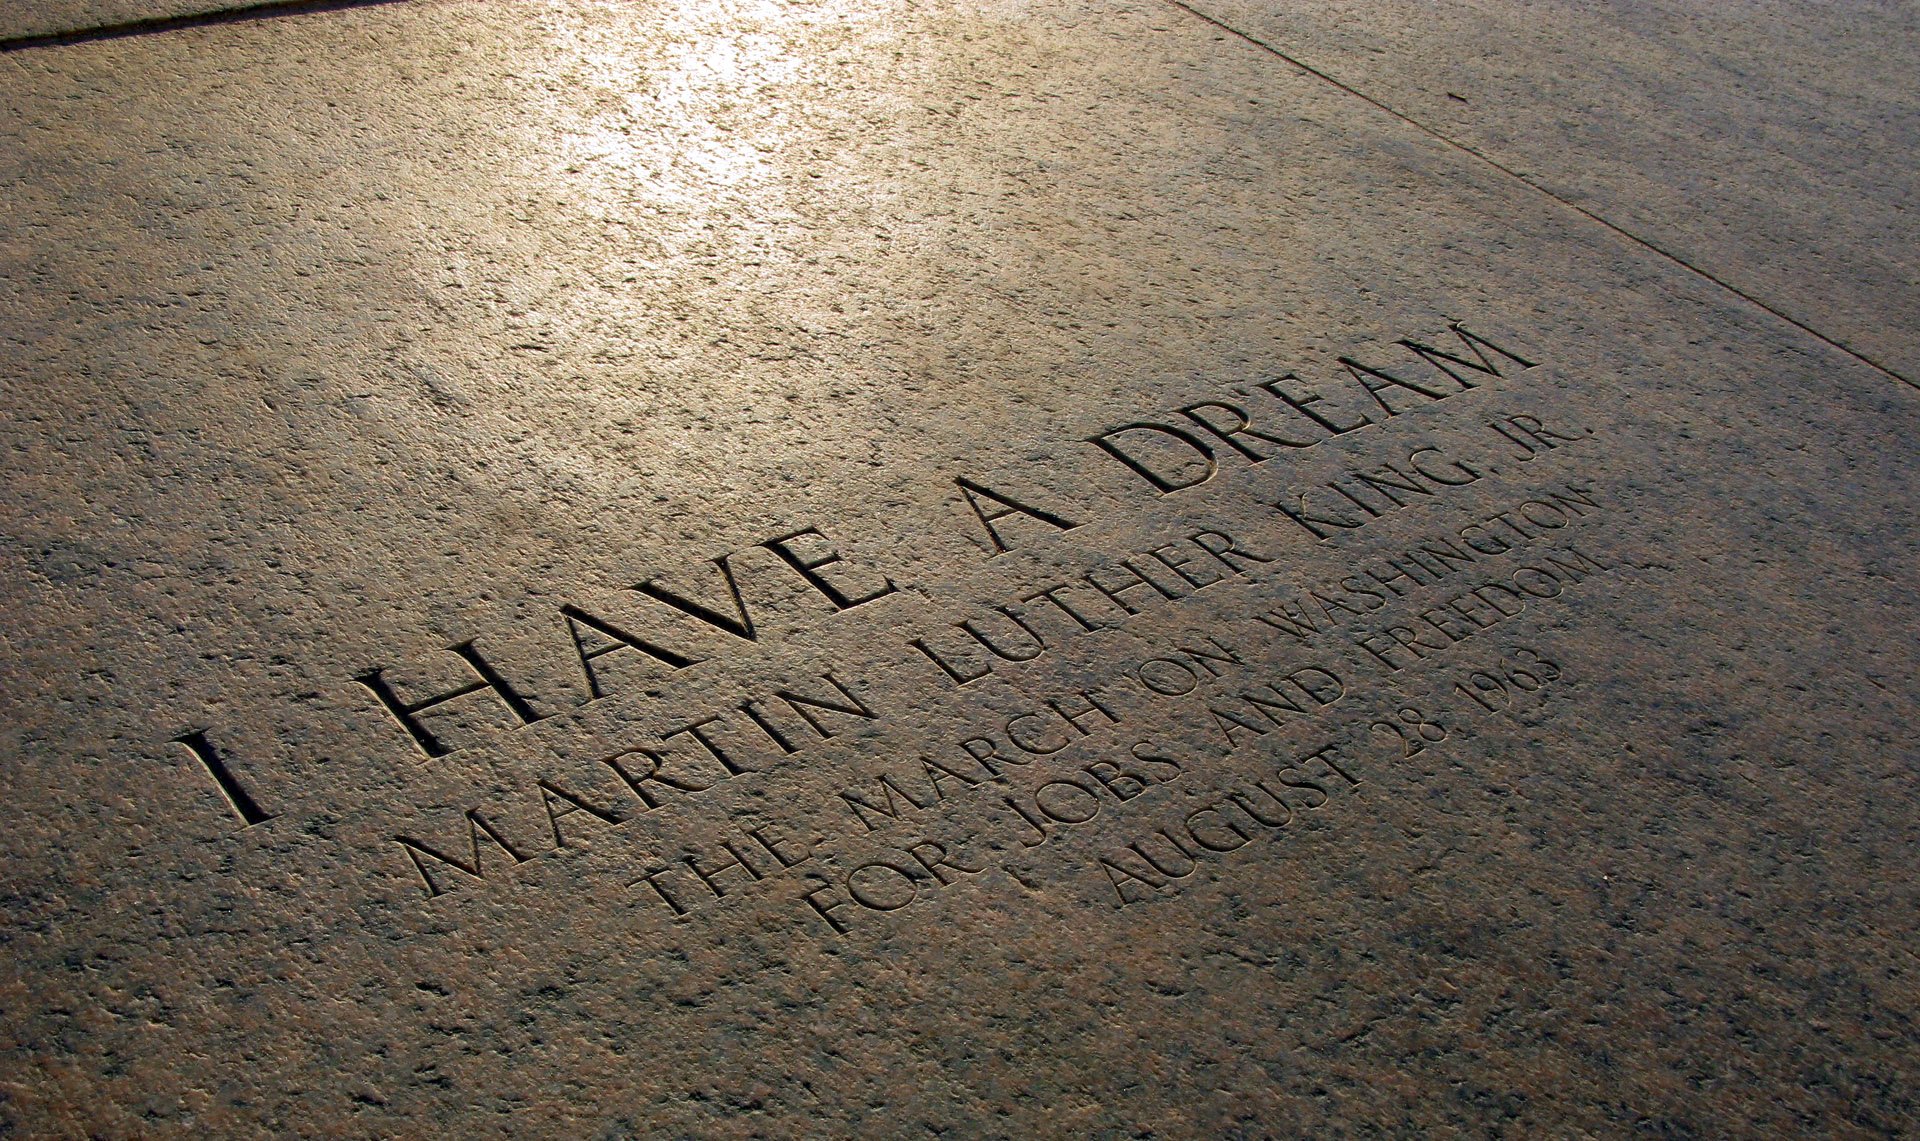 I HAVE A DREAM
MARTIN LUTHER KING, JR.
THE MARCH ON WASHINGTON
FOR JOBS AND FREEDOM
AUGUST 28, 1963